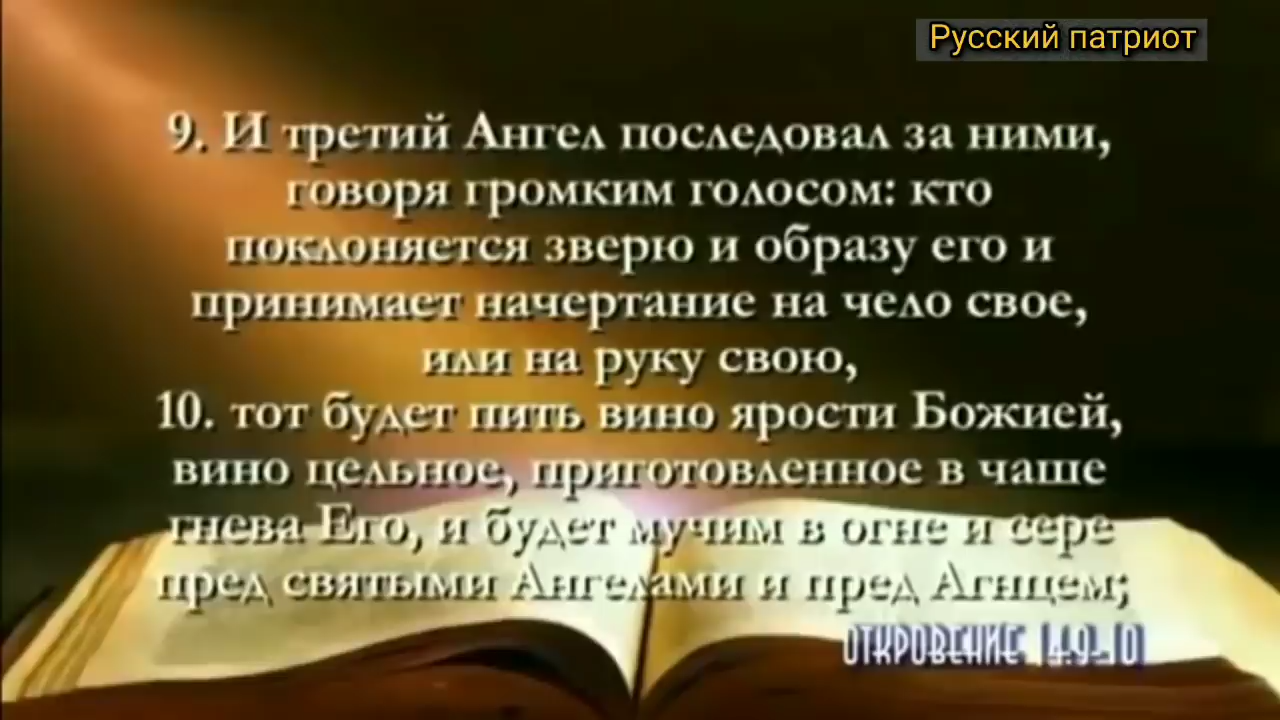 Русский патриот
9. И третий Ангел последовал за ними,
говоря громким голосом: кто
поклоняется зверю и образу его и
принимает начертание на чело свое,
или на руку свою,
10. тот будет пить вино ярости Божией,
вино цельное, приготовленное в чаше
гнева Его, и будет мучим в огне и сере
пред святыми Ангелами и пред Агнцем;
ОТКРОВЕНИЕ 14:9-10